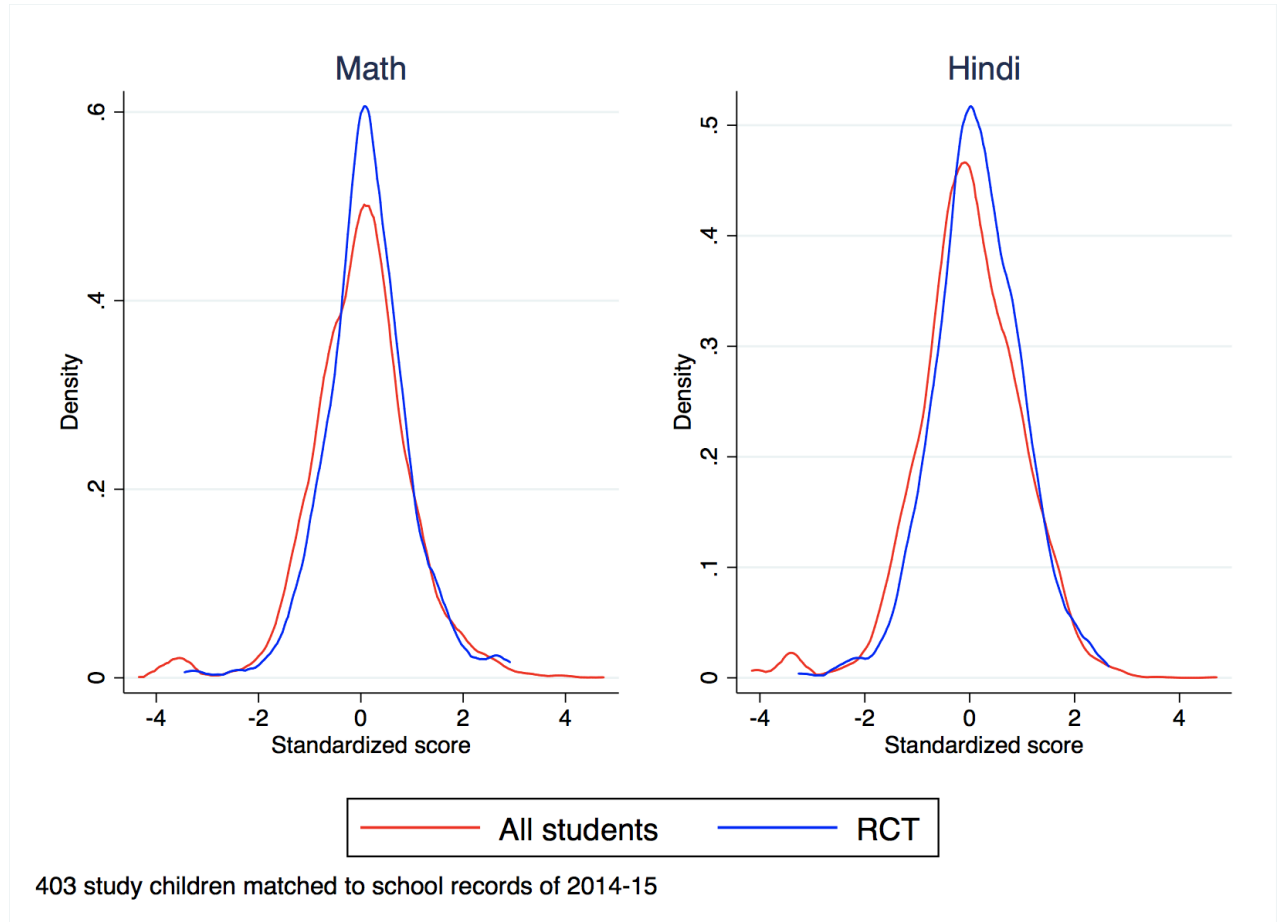 Math
Density
0
.2
.4
.6
-4 -2 0 2 4
Standardized score
Hindi
Density
0
.1
.2
.3
.4
.5
-4 -2 0 2 4
Standardized score
All students RCT
403 study children matched to school records of 2014-15